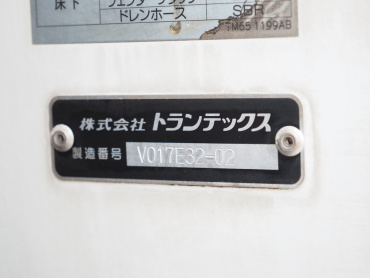 床下
ドレンホース SBR
TM65 1199AB
株式会社 トランテックス
製造番号 V017E32-02